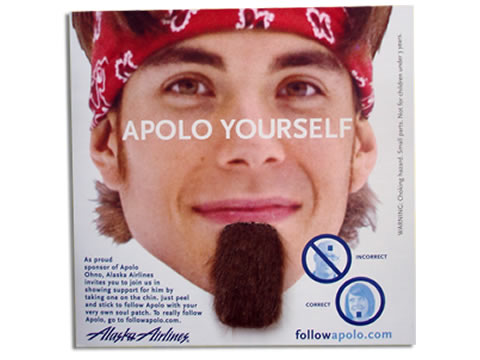 APOLO YOURSELF
WARNING: Choking hazard. Small parts. Not for children under 3 years.
INCORRECT
CORRECT
As proud
sponsor of Apolo
Ohno, Alaska Airlines
invites you to join us in
showing support for him by
taking one on the chin. Just peel
and stick to follow Apolo with your
very own soul patch. To really follow
Apolo, go to followapolo.com.
Alaska Airlines
followapolo.com